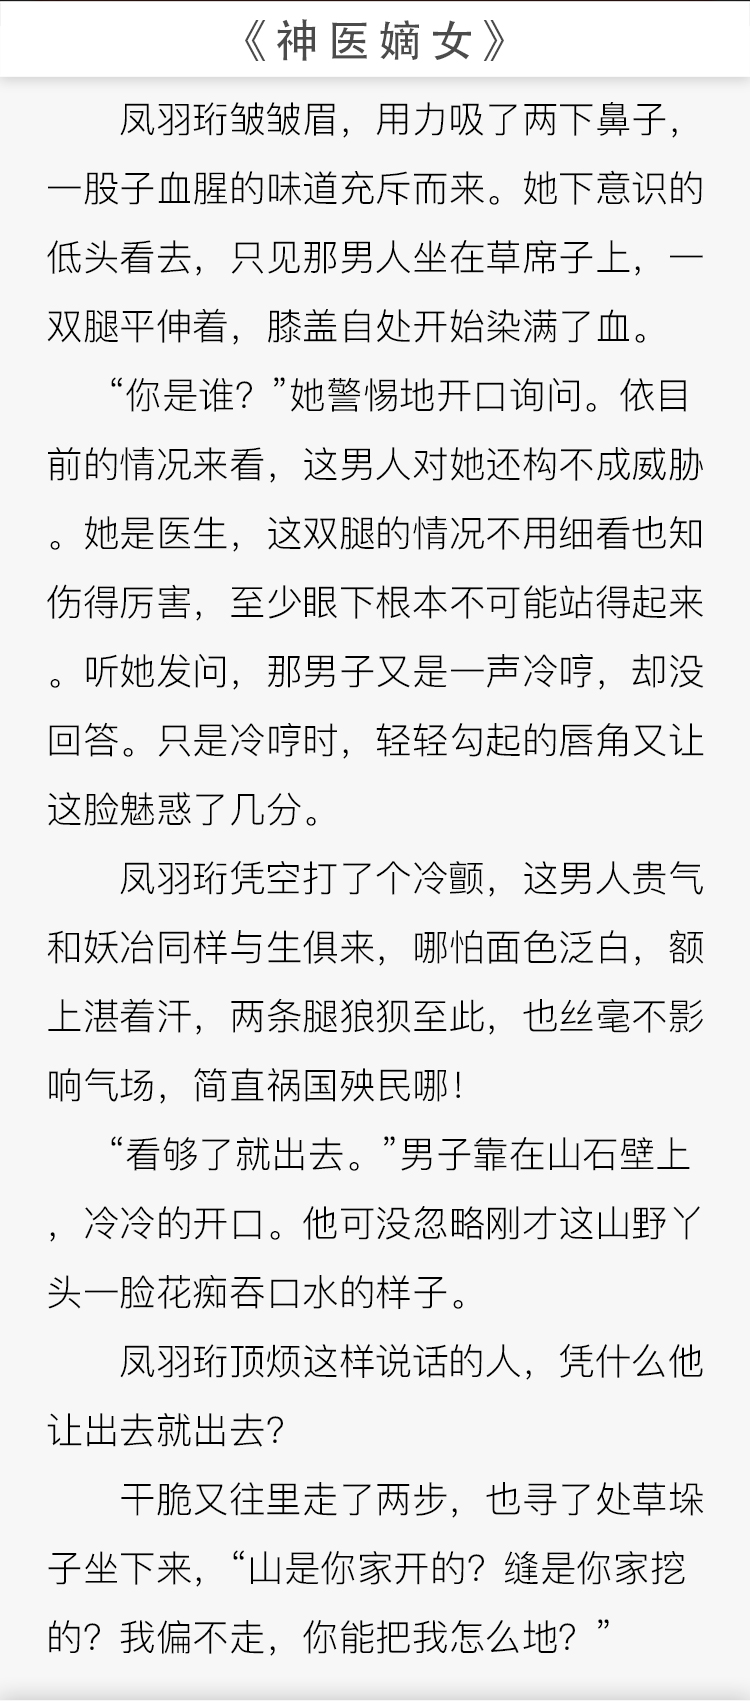 《神医嫡女》
凤羽珩皱皱眉，用力吸了两下鼻子，
一股子血腥的味道充斥而来。她下意识的
低头看去，只见那男人坐在草席子上，一
双腿平伸着，膝盖自处开始染满了血。
“你是谁？”她警惕地开口询问。依目
前的情况来看，这男人对她还构不成威胁
。她是医生，这双腿的情况不用细看也知
伤得厉害，至少眼下根本不可能站得起来
。听她发问，那男子又是一声冷哼，却没
回答。只是冷哼时，轻轻勾起的唇角又让
这脸魅惑了几分。
凤羽珩凭空打了个冷颤，这男人贵气
和妖冶同样与生俱来，哪怕面色泛白，额
上湛着汗，两条腿狼狈至此，也丝毫不影
响气场，简直祸国殃民哪！
“看够了就出去。”男子靠在山石壁上
，冷冷的开口。他可没忽略刚才这山野丫
头一脸花痴吞口水的样子。
凤羽珩顶烦这样说话的人，凭什么他
让出去就出去？
干脆又往里走了两步，也寻了处草垛
子坐下来，“山是你家开的？缝是你家挖
的？我偏不走，你能把我怎么地？”